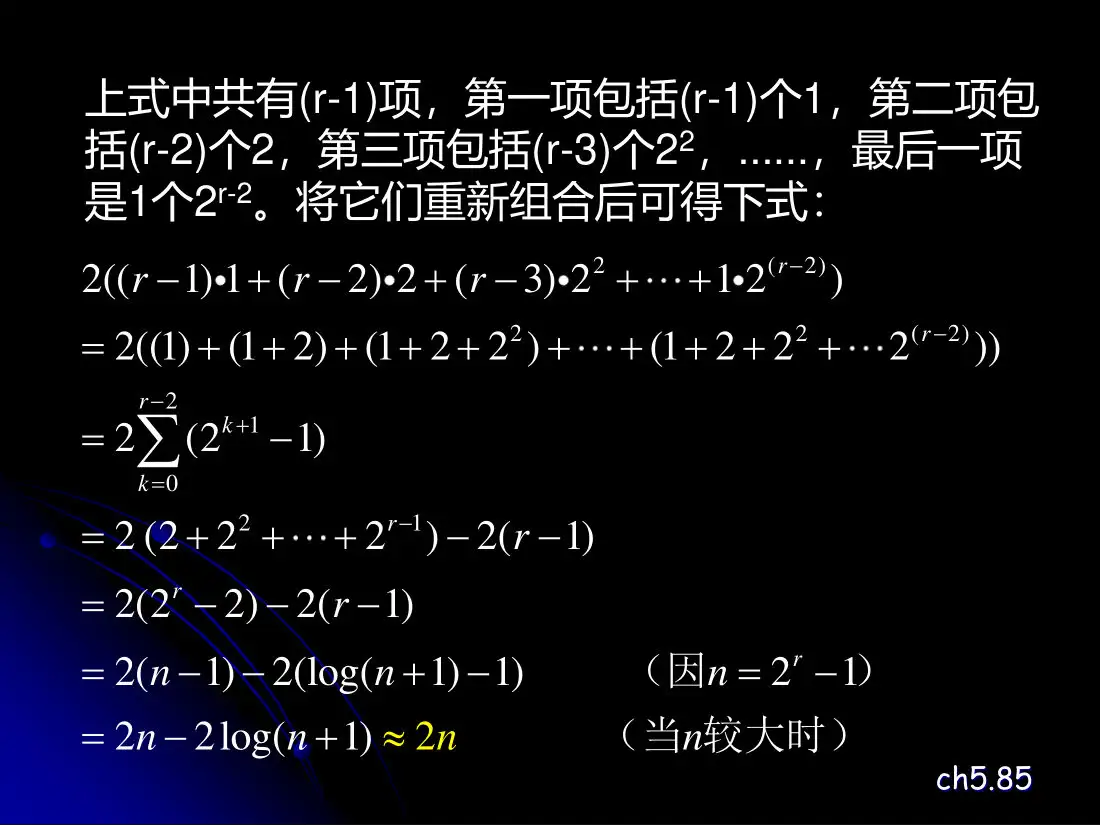 上式中共有(r-1)项，第一项包括(r-1)个1，第二项包
括(r-2)个2，第三项包括(r-3)个2²，……，最后一项
是1个2^{r-2}。将它们重新组合后可得下式：
2((r−1)•1+(r−2)•2+(r−3)•2²+⋯+1•2^{(r−2)})
=2((1)+(1+2)+(1+2+2²)+⋯+(1+2+2²+⋯2^{(r−2)}))
=2∑_{k=0}^{r−2}(2^{k+1}−1)
=2(2+2²+⋯+2^{r−1})−2(r−1)
=2(2^r−2)−2(r−1)
=2(n−1)−2(log(n+1)−1) （因n=2^r−1）
=2n−2log(n+1)≈2n （当n较大时）
ch5.85